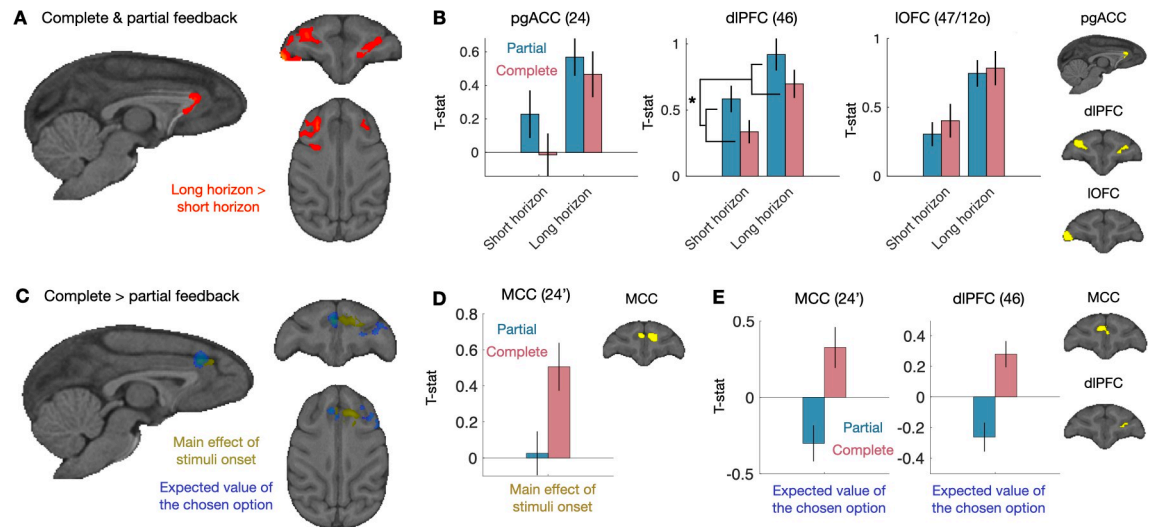 A
Complete & partial feedback
Long horizon >
short horizon
B
pgACC (24)
T-stat
0.6
0.4
0.2
0
Partial
Complete
Short horizon
Long horizon
dlPFC (46)
T-stat
1
0.5
0
*
Short horizon
Long horizon
lOFC (47/12o)
T-stat
1
0.5
0
Short horizon
Long horizon
pgACC
dlPFC
lOFC
C
Complete > partial feedback
Main effect of
stimuli onset
Expected value of
the chosen option
D
MCC (24')
T-stat
0.8
0.6
0.4
0.2
0
Partial
Complete
Main effect of
stimuli onset
MCC
E
MCC (24')
T-stat
0.5
0
-0.5
Partial
Complete
Expected value of
the chosen option
dlPFC (46)
0.4
0.2
0
-0.2
-0.4
Expected value of
the chosen option
MCC
dlPFC